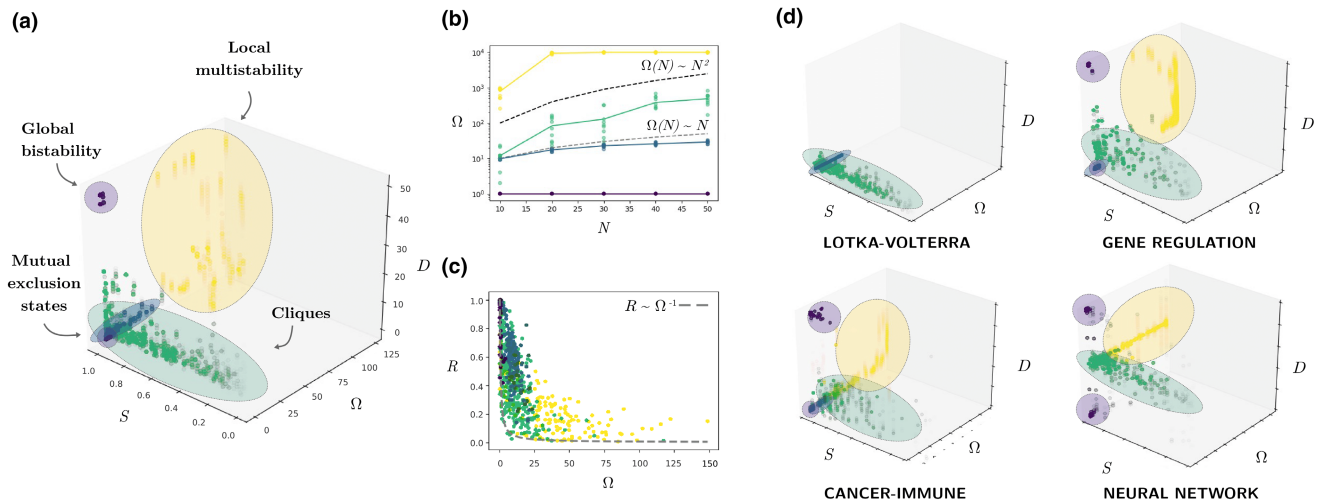 (a)
Local
multistability
Global
bistability
Mutual
exclusion
states
Cliques
50
40
30
20
10
0
D
1.0
0.8
0.6
0.4
0.2
0.0
S
0
25
50
75
100
125
Ω
(b)
10⁴
10³
10²
10¹
10⁰
Ω
Ω(N) ~ N²
Ω(N) ~ N
10
15
20
25
30
35
40
45
50
N
(c)
1.0
0.8
0.6
0.4
0.2
0.0
R
R ~ Ω⁻¹
0
25
50
75
100
125
150
Ω
(d)
D
S
Ω
LOTKA-VOLTERRA
D
S
Ω
GENE REGULATION
D
S
Ω
CANCER-IMMUNE
D
S
Ω
NEURAL NETWORK